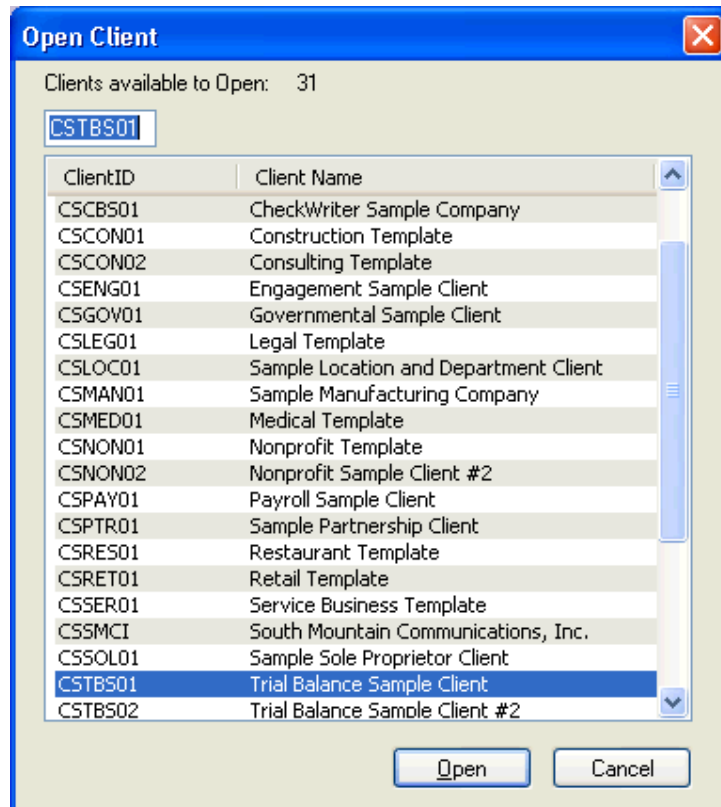 Open Client
Clients available to Open: 31
CSTBS01
ClientID Client Name
CSCBS01 CheckWriter Sample Company
CSCON01 Construction Template
CSCON02 Consulting Template
CSENG01 Engagement Sample Client
CSGOV01 Governmental Sample Client
CSLEG01 Legal Template
CSLOC01 Sample Location and Department Client
CSMAN01 Sample Manufacturing Company
CSMED01 Medical Template
CSNON01 Nonprofit Template
CSNON02 Nonprofit Sample Client #2
CSPAY01 Payroll Sample Client
CSPTR01 Sample Partnership Client
CSRES01 Restaurant Template
CSRET01 Retail Template
CSSER01 Service Business Template
CSSMCI South Mountain Communications, Inc.
CSSOL01 Sample Sole Proprietor Client
CSTBS01 Trial Balance Sample Client
CSTBS02 Trial Balance Sample Client #2
Open Cancel